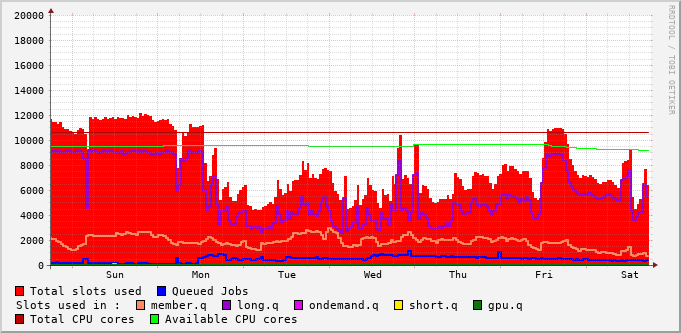 20000
18000
16000
14000
12000
10000
8000
6000
4000
2000
0
Sun Mon Tue Wed Thu Fri Sat
Total slots used Queued Jobs
Slots used in : member.q long.q ondemand.q short.q gpu.q
Total CPU cores Available CPU cores
RRDTOOL / TOBI OETIKER